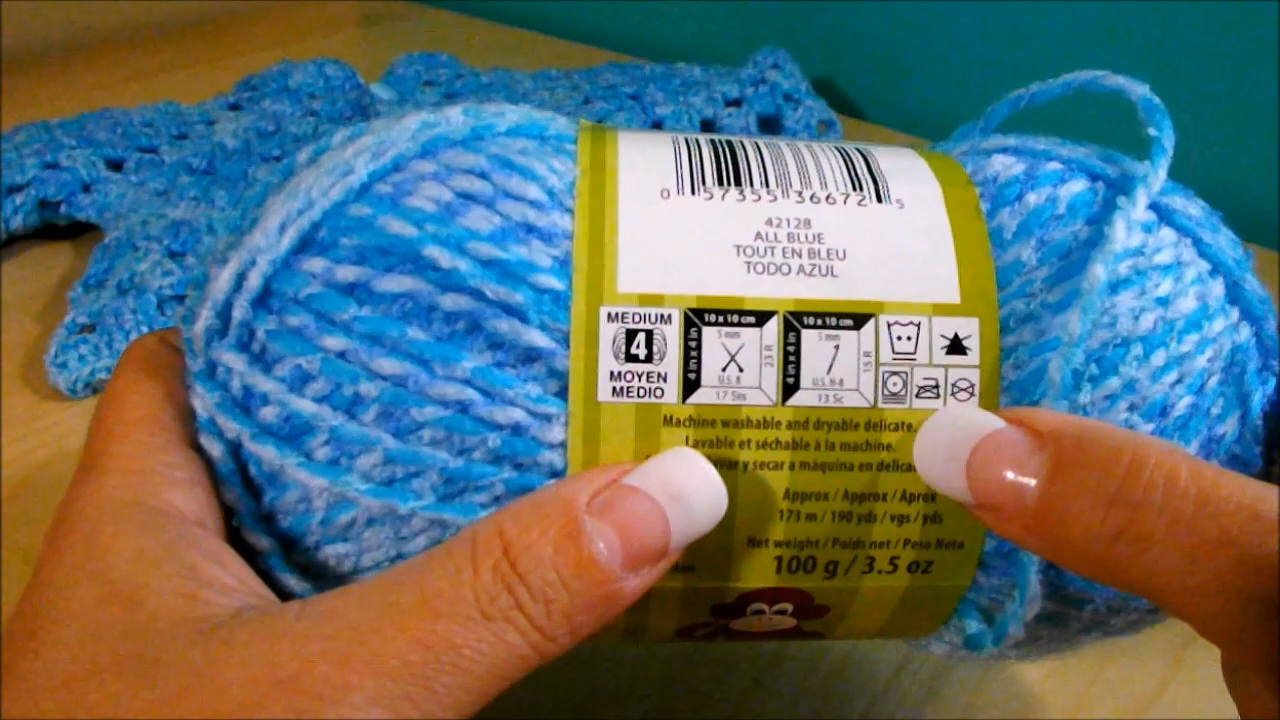 0 57355 36672 5
42128
ALL BLUE
TOUT EN BLEU
TODO AZUL
MEDIUM
4
MOYEN
MEDIO
10 x 10 cm
4 in x 4 in
5 mm
23 R
U.S. 8
17 Sts
10 x 10 cm
4 in x 4 in
5 mm
15 R
U.S. H-8
13 Sc
Machine washable and dryable delicate.
Lavable et séchable à la machine.
y secar a máquina en
Approx / Approx / Aprox
173 m / 190 yds / vgs / yds
Net weight / Poids net / Peso Neto
100 g / 3.5 oz